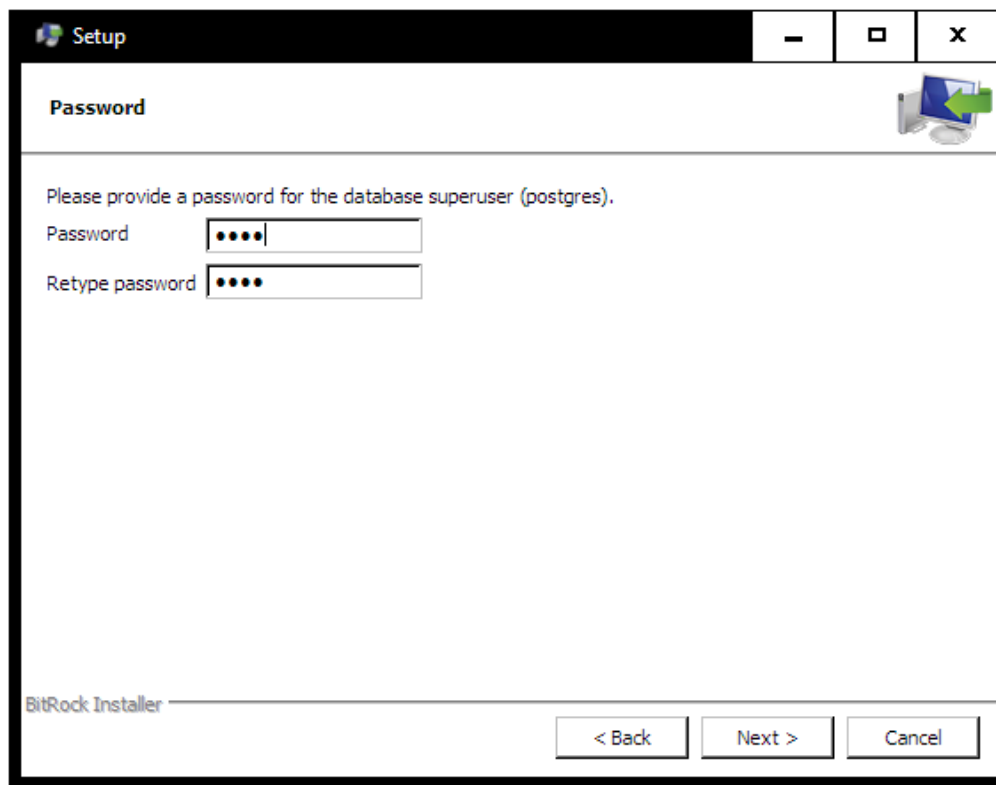 Setup
Password
Please provide a password for the database superuser (postgres).
Password ••••
Retype password ••••
BitRock Installer
< Back Next > Cancel